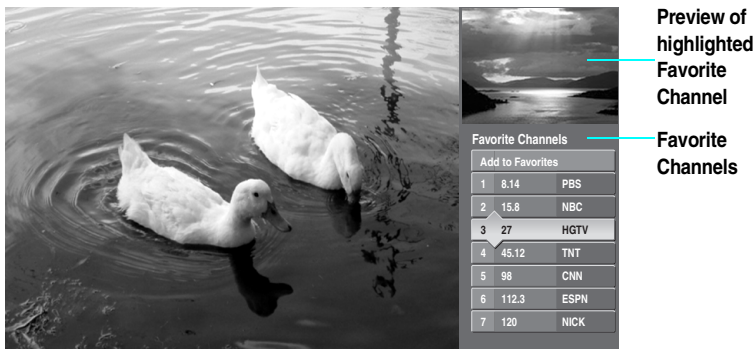 Preview of
highlighted
Favorite
Channel
Favorite Channels
Favorite
Channels
Add to Favorites
1 8.14 PBS
2 15.8 NBC
3 27 HGTV
4 45.12 TNT
5 98 CNN
6 112.3 ESPN
7 120 NICK